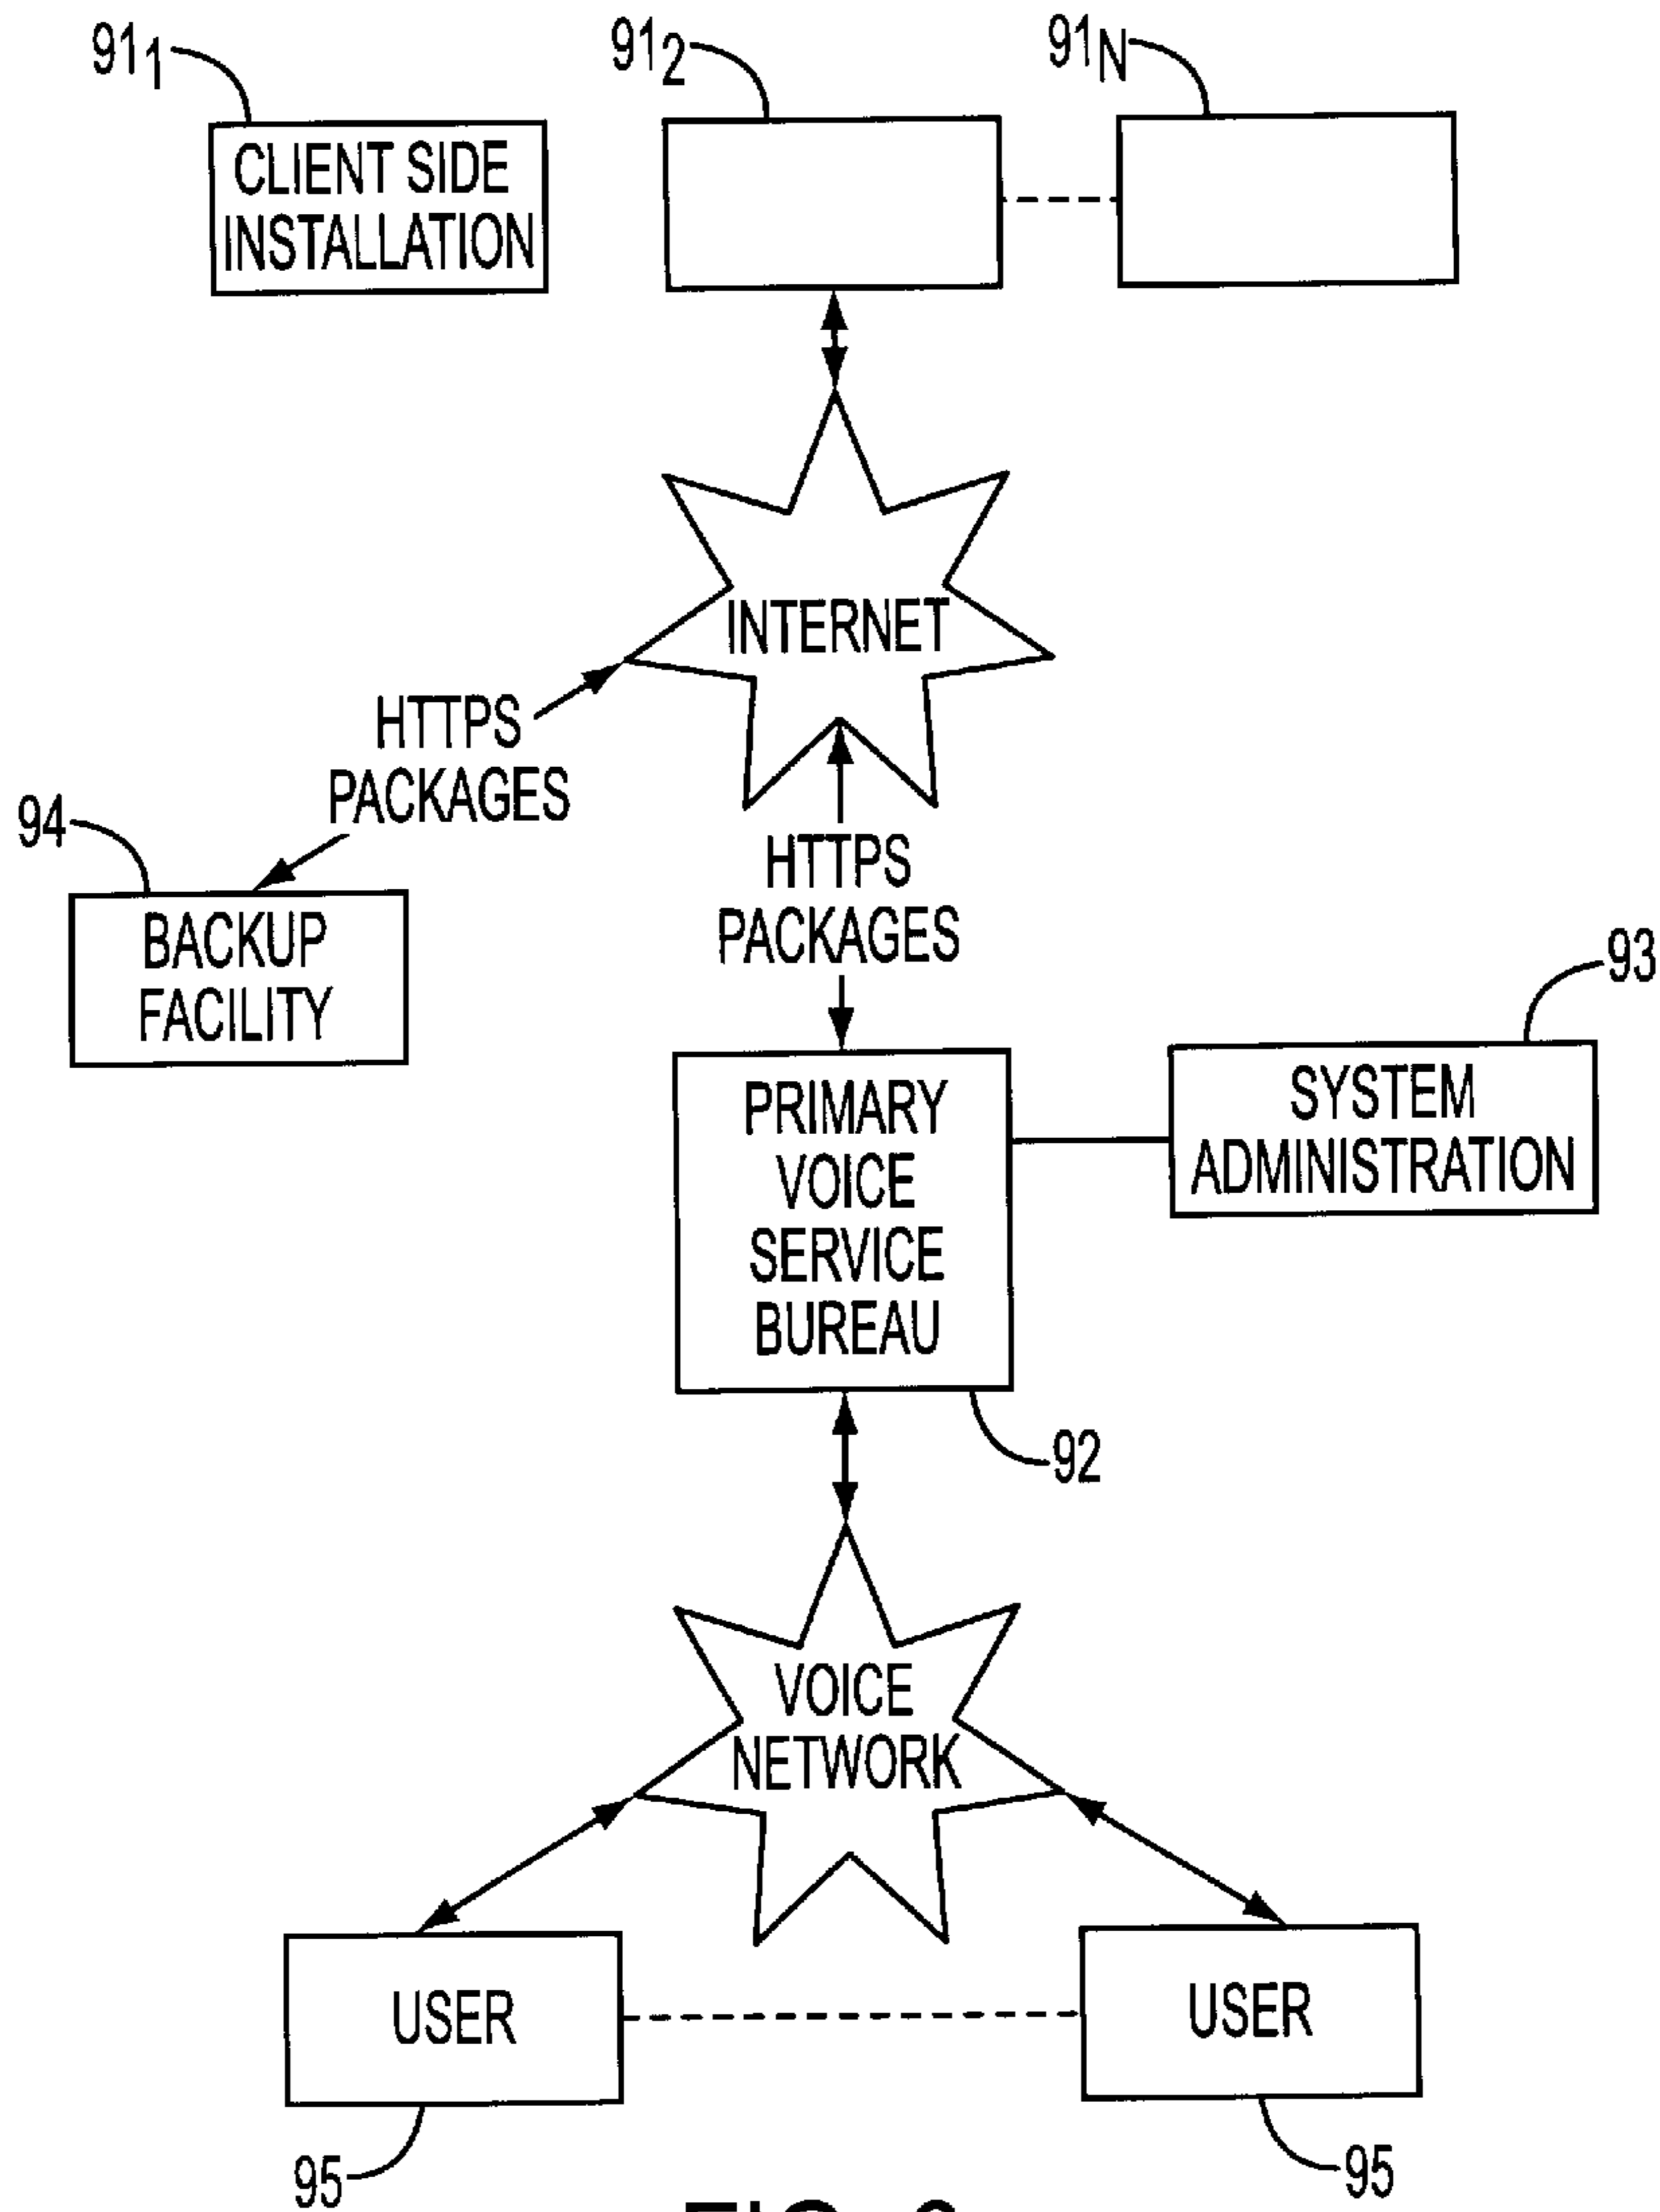 91₁
91₂
91N
CLIENT SIDE
INSTALLATION
INTERNET
HTTPS
PACKAGES
94
HTTPS
PACKAGES
BACKUP
FACILITY
93
PRIMARY
VOICE
SERVICE
BUREAU
SYSTEM
ADMINISTRATION
92
VOICE
NETWORK
USER
USER
95
95